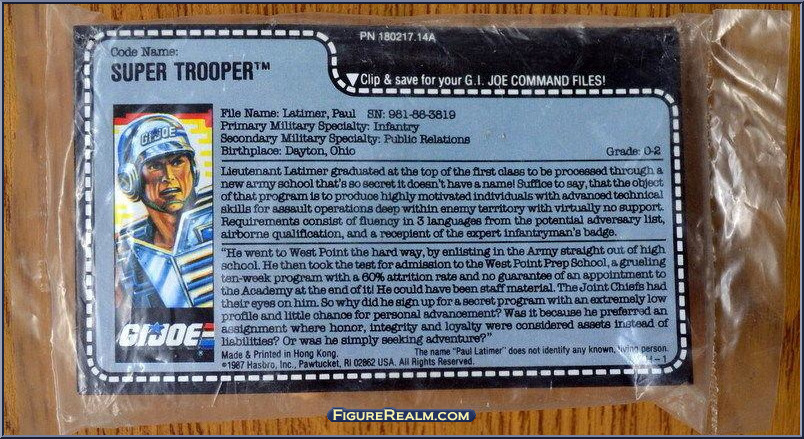 PN 180217.14A
Code Name:
SUPER TROOPER™
Clip & save for your G.I. JOE COMMAND FILES!
G.I. JOE
File Name: Latimer, Paul SN: 981-86-3819
Primary Military Specialty: Infantry
Secondary Military Specialty: Public Relations
Birthplace: Dayton, Ohio Grade: O-2
Lieutenant Latimer graduated at the top of the first class to be processed through a
new army school that's so secret it doesn't have a name! Suffice to say, that the object
of that program is to produce highly motivated individuals with advanced technical
skills for assault operations deep within enemy territory with virtually no support.
Requirements consist of fluency in 3 languages from the potential adversary list,
airborne qualification, and a recepient of the expert infantryman's badge.
"He went to West Point the hard way, by enlisting in the Army straight out of high
school. He then took the test for admission to the West Point Prep School, a grueling
ten-week program with a 60% attrition rate and no guarantee of an appointment to
the Academy at the end of it! He could have been staff material. The Joint Chiefs had
their eyes on him. So why did he sign up for a secret program with an extremely low
profile and little chance for personal advancement? Was it because he preferred an
assignment where honor, integrity and loyalty were considered assets instead of
liabilities? Or was he simply seeking adventure?"
G.I. JOE
Made & Printed in Hong Kong. The name "Paul Latimer" does not identify any known, living person.
©1987 Hasbro, Inc., Pawtucket, RI 02862 USA. All Rights Reserved. H-1
FIGUREREALM.COM